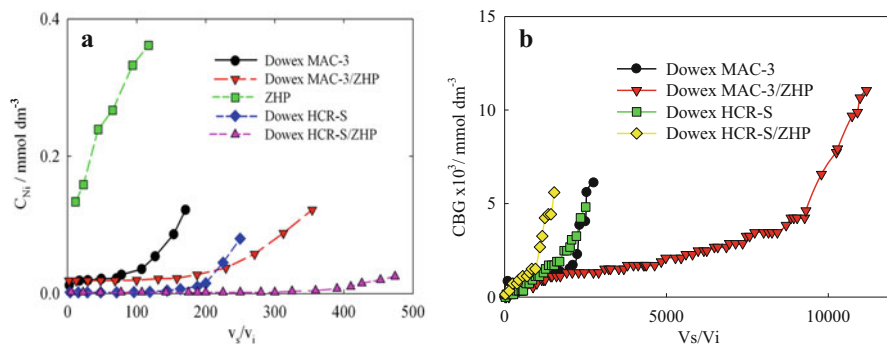 a
Dowex MAC-3
Dowex MAC-3/ZHP
ZHP
Dowex HCR-S
Dowex HCR-S/ZHP
C_Ni / mmol dm⁻³
0.4
0.2
0.0
0 100 200 300 400 500
v_s/v_i
b
Dowex MAC-3
Dowex MAC-3/ZHP
Dowex HCR-S
Dowex HCR-S/ZHP
CBG ×10³/ mmol dm⁻³
15
10
5
0
0 5000 10000
Vs/Vi